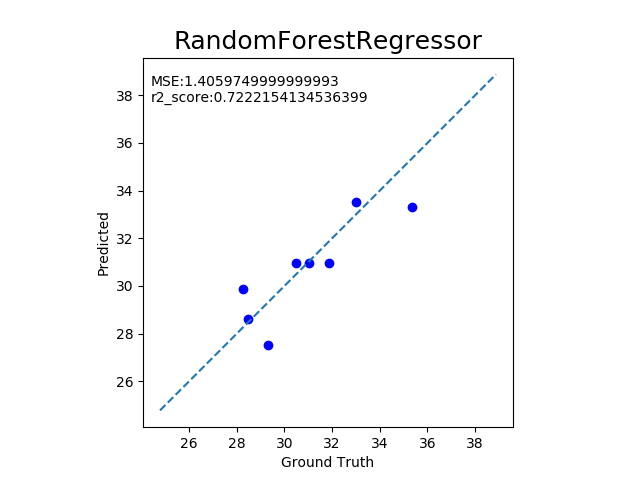 RandomForestRegressor
MSE:1.4059749999999993
r2_score:0.7222154134536399
38
36
34
32
30
28
26
Predicted
26 28 30 32 34 36 38
Ground Truth